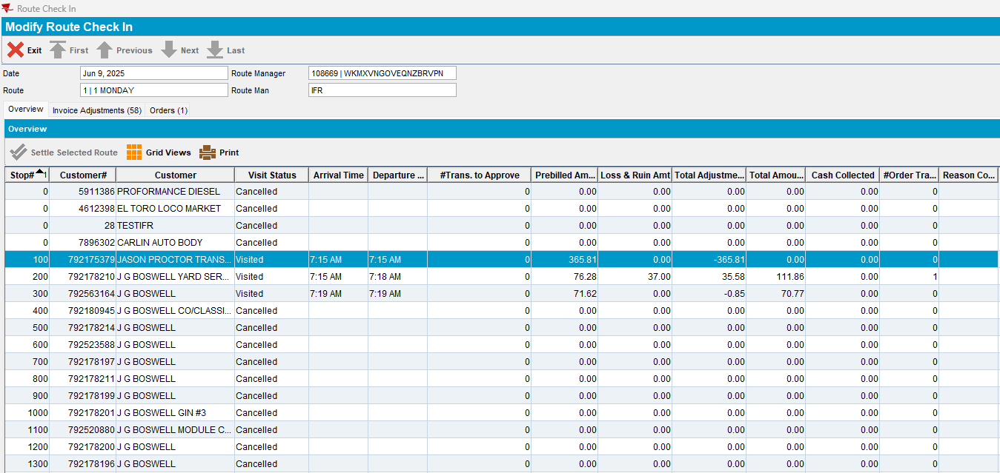 Route Check In
Modify Route Check In
Exit First Previous Next Last
Date Jun 9, 2025 Route Manager 108669 | WKMXVNGOVEQNZBRVPN
Route 1 | 1 MONDAY Route Man IFR
Overview Invoice Adjustments (58) Orders (1)
Overview
Settle Selected Route Grid Views Print
Stop# 1 Customer# Customer Visit Status Arrival Time Departure ... #Trans. to Approve Prebilled Am... Loss & Ruin Amt Total Adjustme... Total Amou... Cash Collected #Order Tra... Reason Co...
0 5911386 PROFORMANCE DIESEL Cancelled 0 0.00 0.00 0.00 0.00 0.00 0
0 4612398 EL TORO LOCO MARKET Cancelled 0 0.00 0.00 0.00 0.00 0.00 0
0 28 TESTIFR Cancelled 0 0.00 0.00 0.00 0.00 0.00 0
0 7896302 CARLIN AUTO BODY Cancelled 0 0.00 0.00 0.00 0.00 0.00 0
100 792175379 JASON PROCTOR TRANS... Visited 7:15 AM 7:15 AM 0 365.81 0.00 -365.81 0.00 0.00 0
200 792178210 J G BOSWELL YARD SER... Visited 7:15 AM 7:18 AM 0 76.28 37.00 35.58 111.86 0.00 1
300 792563164 J G BOSWELL Visited 7:19 AM 7:19 AM 0 71.62 0.00 -0.85 70.77 0.00 0
400 792180945 J G BOSWELL CO/CLASSI... Cancelled 0 0.00 0.00 0.00 0.00 0.00 0
500 792178214 J G BOSWELL Cancelled 0 0.00 0.00 0.00 0.00 0.00 0
600 792523588 J G BOSWELL Cancelled 0 0.00 0.00 0.00 0.00 0.00 0
700 792178197 J G BOSWELL Cancelled 0 0.00 0.00 0.00 0.00 0.00 0
800 792178211 J G BOSWELL Cancelled 0 0.00 0.00 0.00 0.00 0.00 0
900 792178199 J G BOSWELL Cancelled 0 0.00 0.00 0.00 0.00 0.00 0
1000 792178201 J G BOSWELL GIN #3 Cancelled 0 0.00 0.00 0.00 0.00 0.00 0
1100 792520880 J G BOSWELL MODULE C... Cancelled 0 0.00 0.00 0.00 0.00 0.00 0
1200 792178200 J G BOSWELL Cancelled 0 0.00 0.00 0.00 0.00 0.00 0
1300 792178196 J G BOSWELL Cancelled 0 0.00 0.00 0.00 0.00 0.00 0